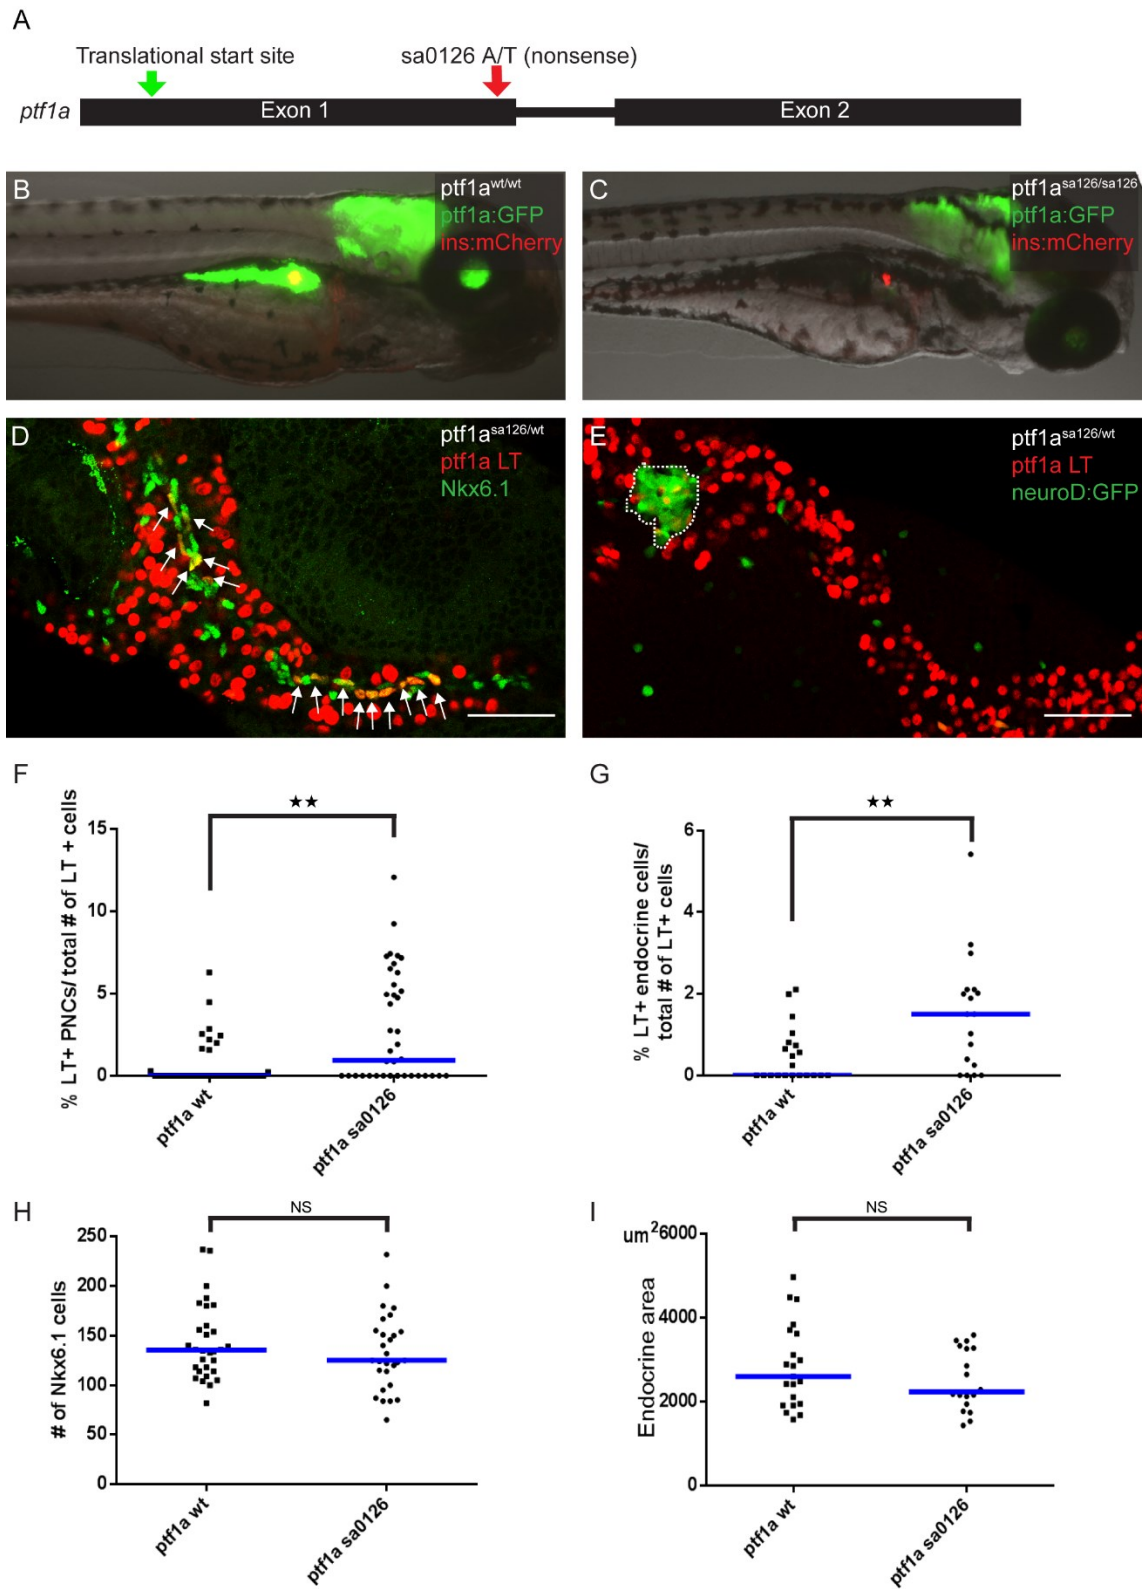 A
Translational start site
sa0126 A/T (nonsense)
ptf1a
Exon 1
Exon 2
B
ptf1a^wt/wt
ptf1a:GFP
ins:mCherry
C
ptf1a^sa126/sa126
ptf1a:GFP
ins:mCherry
D
ptf1a^sa126/wt
ptf1a LT
Nkx6.1
E
ptf1a^sa126/wt
ptf1a LT
neuroD:GFP
F
★★
% LT+ PNCs/ total # of LT + cells
15
10
5
0
ptf1a wt
ptf1a sa0126
G
★★
% LT+ endocrine cells/
total # of LT+ cells
6
4
2
0
ptf1a wt
ptf1a sa0126
H
NS
# of Nkx6.1 cells
250
200
150
100
50
0
ptf1a wt
ptf1a sa0126
I
NS
um²
Endocrine area
6000
4000
2000
0
ptf1a wt
ptf1a sa0126